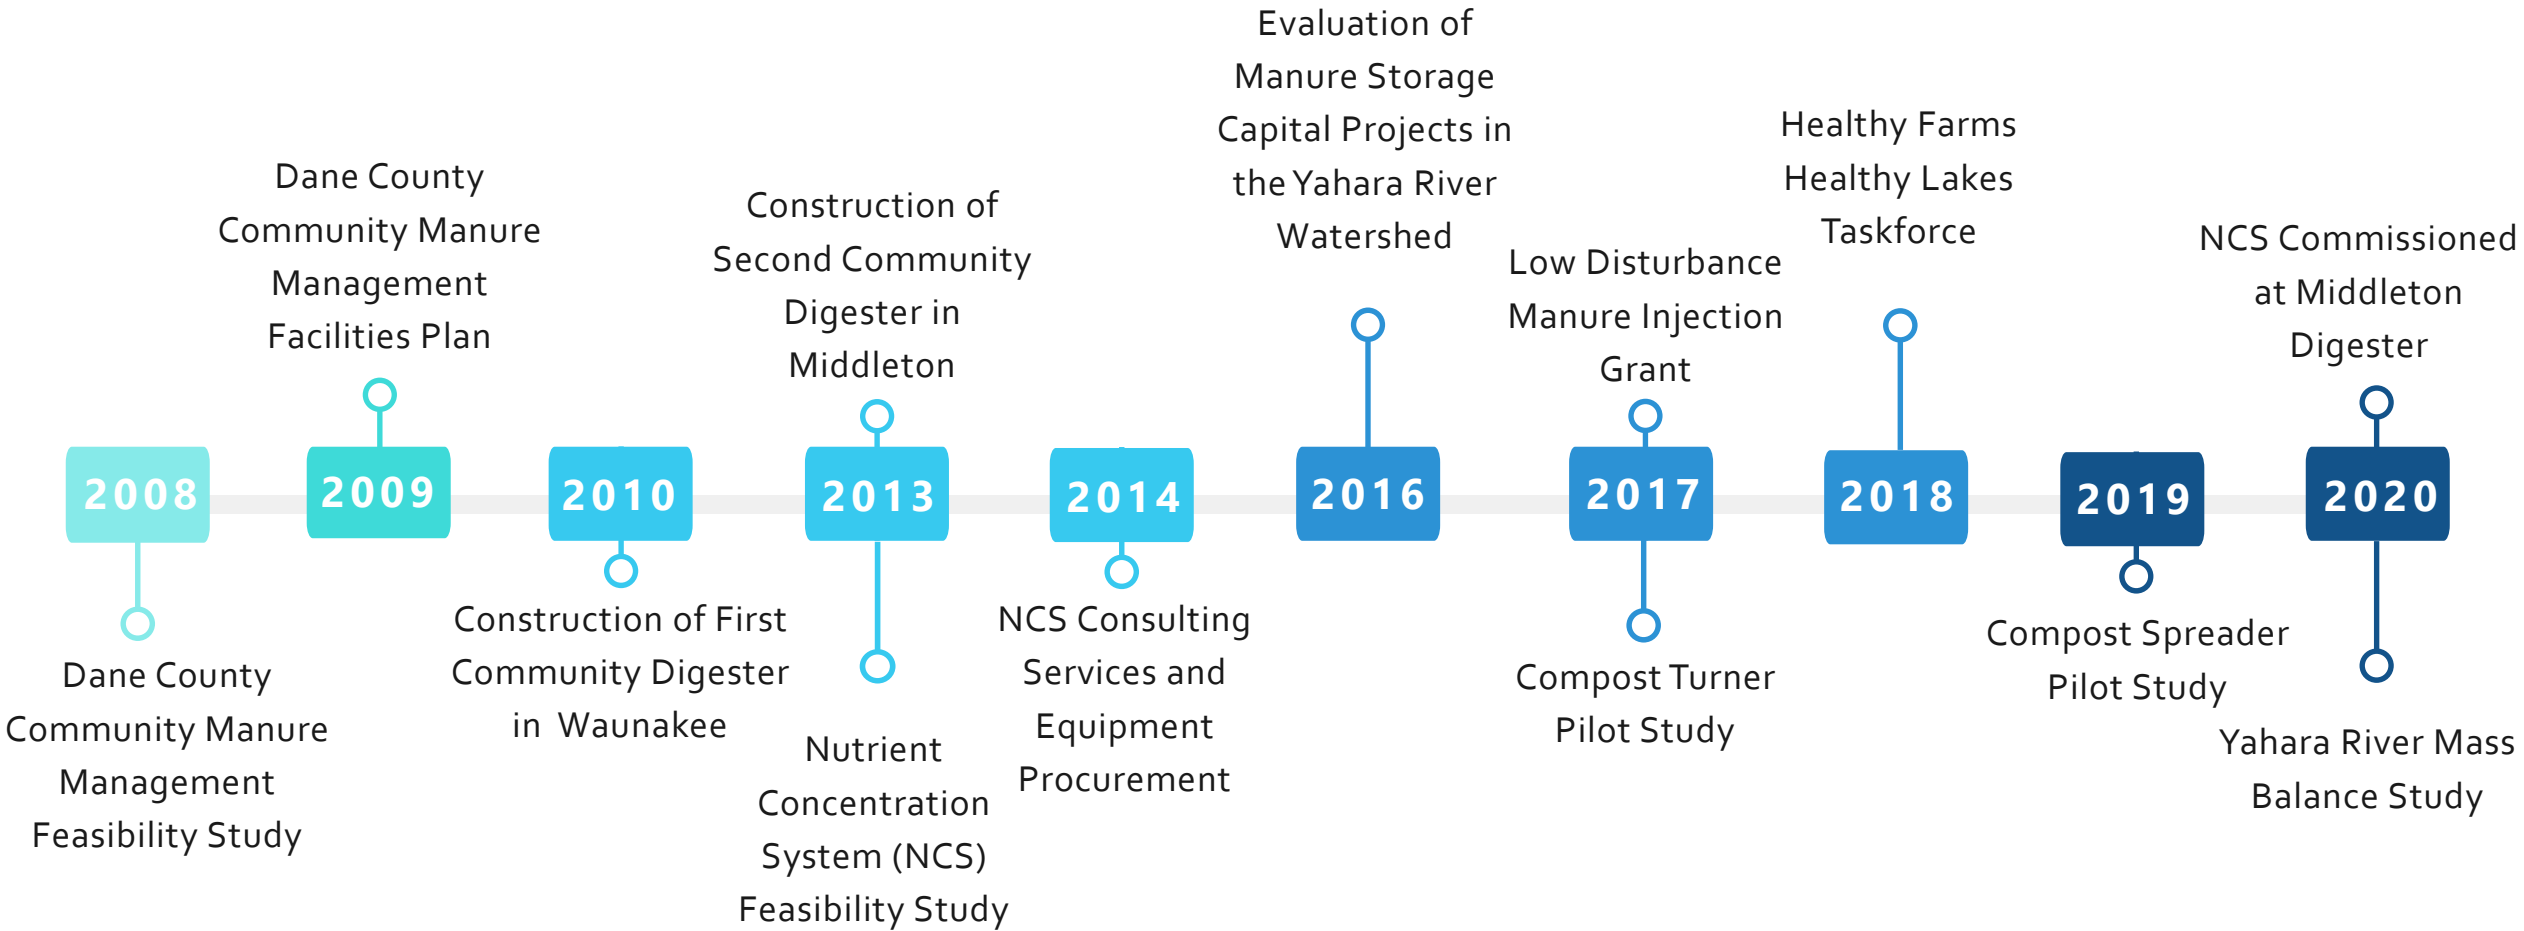 2008
Dane County
Community Manure
Management
Feasibility Study
Dane County
Community Manure
Management
Facilities Plan
2009
2010
Construction of First
Community Digester
in Waunakee
Construction of
Second Community
Digester in
Middleton
2013
Nutrient
Concentration
System (NCS)
Feasibility Study
2014
NCS Consulting
Services and
Equipment
Procurement
Evaluation of
Manure Storage
Capital Projects in
the Yahara River
Watershed
2016
Low Disturbance
Manure Injection
Grant
2017
Compost Turner
Pilot Study
Healthy Farms
Healthy Lakes
Taskforce
2018
2019
Compost Spreader
Pilot Study
NCS Commissioned
at Middleton
Digester
2020
Yahara River Mass
Balance Study